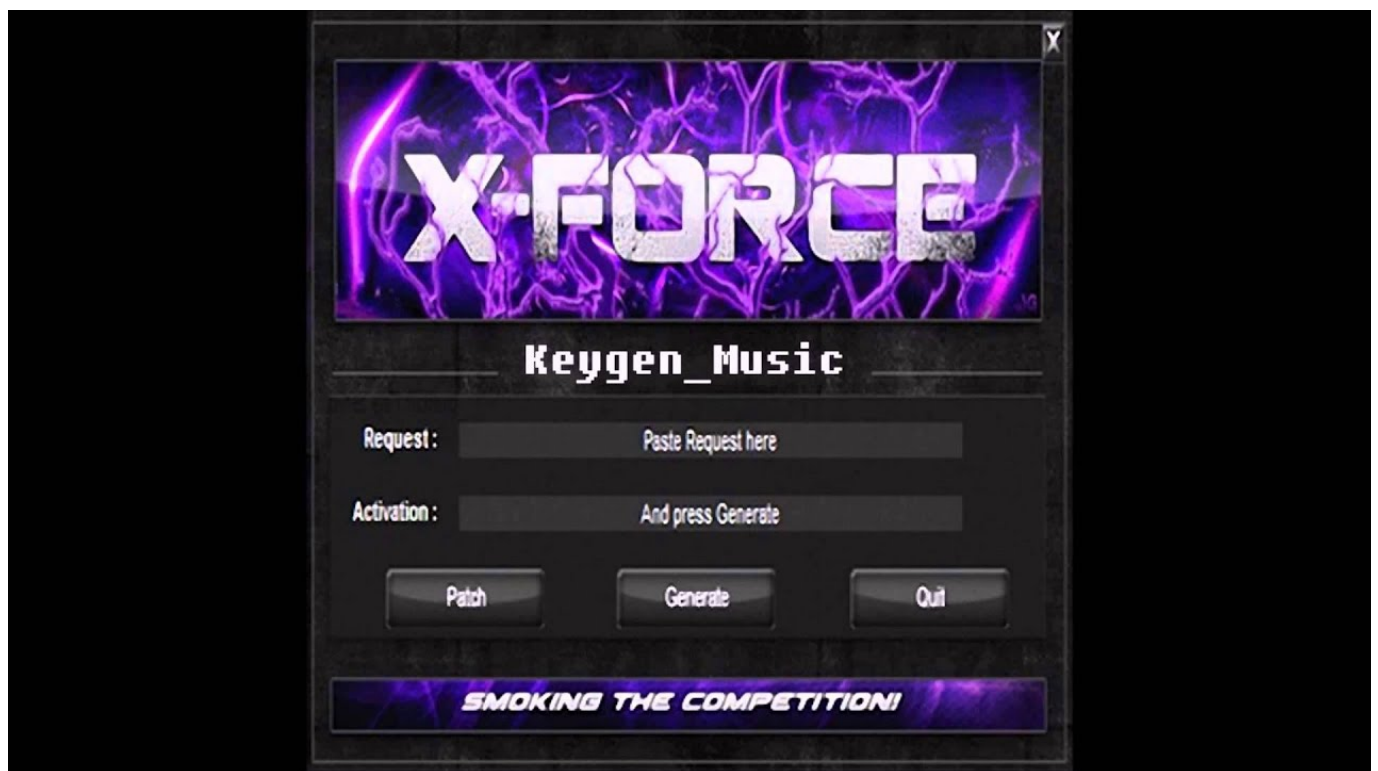 X
X-FORCE
Keygen_Music
Request : Paste Request here
Activation : And press Generate
Patch Generate Quit
SMOKING THE COMPETITION!